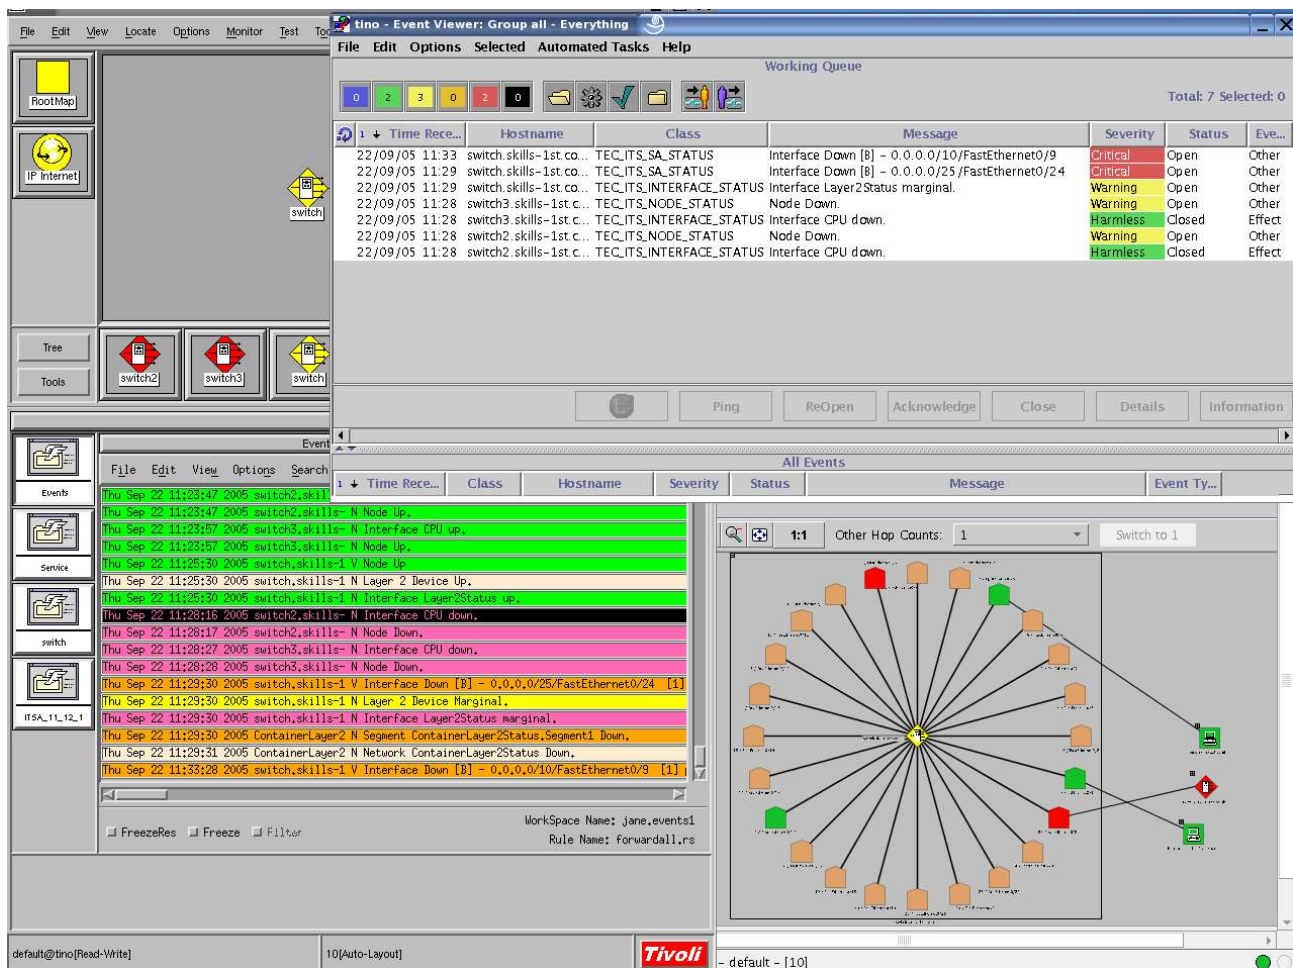 tino - Event Viewer: Group all - Everything
File Edit View Locate Options Monitor Test
File Edit Options Selected Automated Tasks Help
Working Queue
RootMap
0 2 3 0 2 0
Total: 7 Selected: 0
1 Time Rece... Hostname Class Message Severity Status Eve...
22/09/05 11:33 switch.skills-1st.co... TEC_ITS_SA_STATUS Interface Down [B] - 0.0.0.0/10/FastEthernet0/9 Critical Open Other
22/09/05 11:29 switch.skills-1st.co... TEC_ITS_SA_STATUS Interface Down [B] - 0.0.0.0/25/FastEthernet0/24 Critical Open Other
22/09/05 11:29 switch.skills-1st.co... TEC_ITS_INTERFACE_STATUS Interface Layer2Status marginal. Warning Open Other
22/09/05 11:28 switch3.skills-1st.c... TEC_ITS_NODE_STATUS Node Down. Warning Open Other
22/09/05 11:28 switch3.skills-1st.c... TEC_ITS_INTERFACE_STATUS Interface CPU down. Harmless Closed Effect
22/09/05 11:28 switch2.skills-1st.c... TEC_ITS_NODE_STATUS Node Down. Warning Open Other
22/09/05 11:28 switch2.skills-1st.c... TEC_ITS_INTERFACE_STATUS Interface CPU down. Harmless Closed Effect
IP Internet
switch
Tree
Tools
switch2 switch3 switch
Ping ReOpen Acknowledge Close Details Information
All Events
1 Time Rece... Class Hostname Severity Status Message Event Ty...
Event
File Edit View Options Search
Events
Service
switch
ITSA_11_12_1
Thu Sep 22 11:23:47 2005 switch2.skil
Thu Sep 22 11:23:47 2005 switch2.skills- N Node Up.
Thu Sep 22 11:23:57 2005 switch3.skills- N Interface CPU up.
Thu Sep 22 11:23:57 2005 switch3.skills- N Node Up.
Thu Sep 22 11:25:30 2005 switch.skills-1 V Node Up
Thu Sep 22 11:25:30 2005 switch.skills-1 N Layer 2 Device Up.
Thu Sep 22 11:25:30 2005 switch.skills-1 N Interface Layer2Status up.
Thu Sep 22 11:28:16 2005 switch2.skills- N Interface CPU down.
Thu Sep 22 11:28:17 2005 switch2.skills- N Node Down.
Thu Sep 22 11:28:27 2005 switch3.skills- N Interface CPU down.
Thu Sep 22 11:28:28 2005 switch3.skills- N Node Down.
Thu Sep 22 11:29:30 2005 switch.skills-1 V Interface Down [B] - 0.0.0.0/25/FastEthernet0/24 [1]
Thu Sep 22 11:29:30 2005 switch.skills-1 N Layer 2 Device Marginal.
Thu Sep 22 11:29:30 2005 switch.skills-1 N Interface Layer2Status marginal.
Thu Sep 22 11:29:30 2005 ContainerLayer2 N Segment ContainerLayer2Status.Segment1 Down.
Thu Sep 22 11:29:31 2005 ContainerLayer2 N Network ContainerLayer2Status Down.
Thu Sep 22 11:33:28 2005 switch.skills-1 V Interface Down [B] - 0.0.0.0/10/FastEthernet0/9 [1]
FreezeRes Freeze Filter
WorkSpace Name: jane.events1
Rule Name: forwardall.rs
1:1 Other Hop Counts: 1 Switch to 1
default@tino[Read-Write] 10[Auto-Layout] Tivoli
- default - [10]